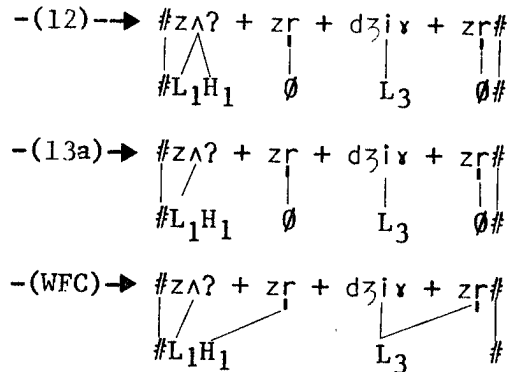 -(12)→ #zʌʔ + zr̩ + dʒiɤ + zr̩#
#L₁H₁ Ø L₃ Ø#
-(13a)→ #zʌʔ + zr̩ + dʒiɤ + zr̩#
#L₁H₁ Ø L₃ Ø#
-(WFC)→ #zʌʔ + zr̩ + dʒiɤ + zr̩#
#L₁H₁ L₃ #